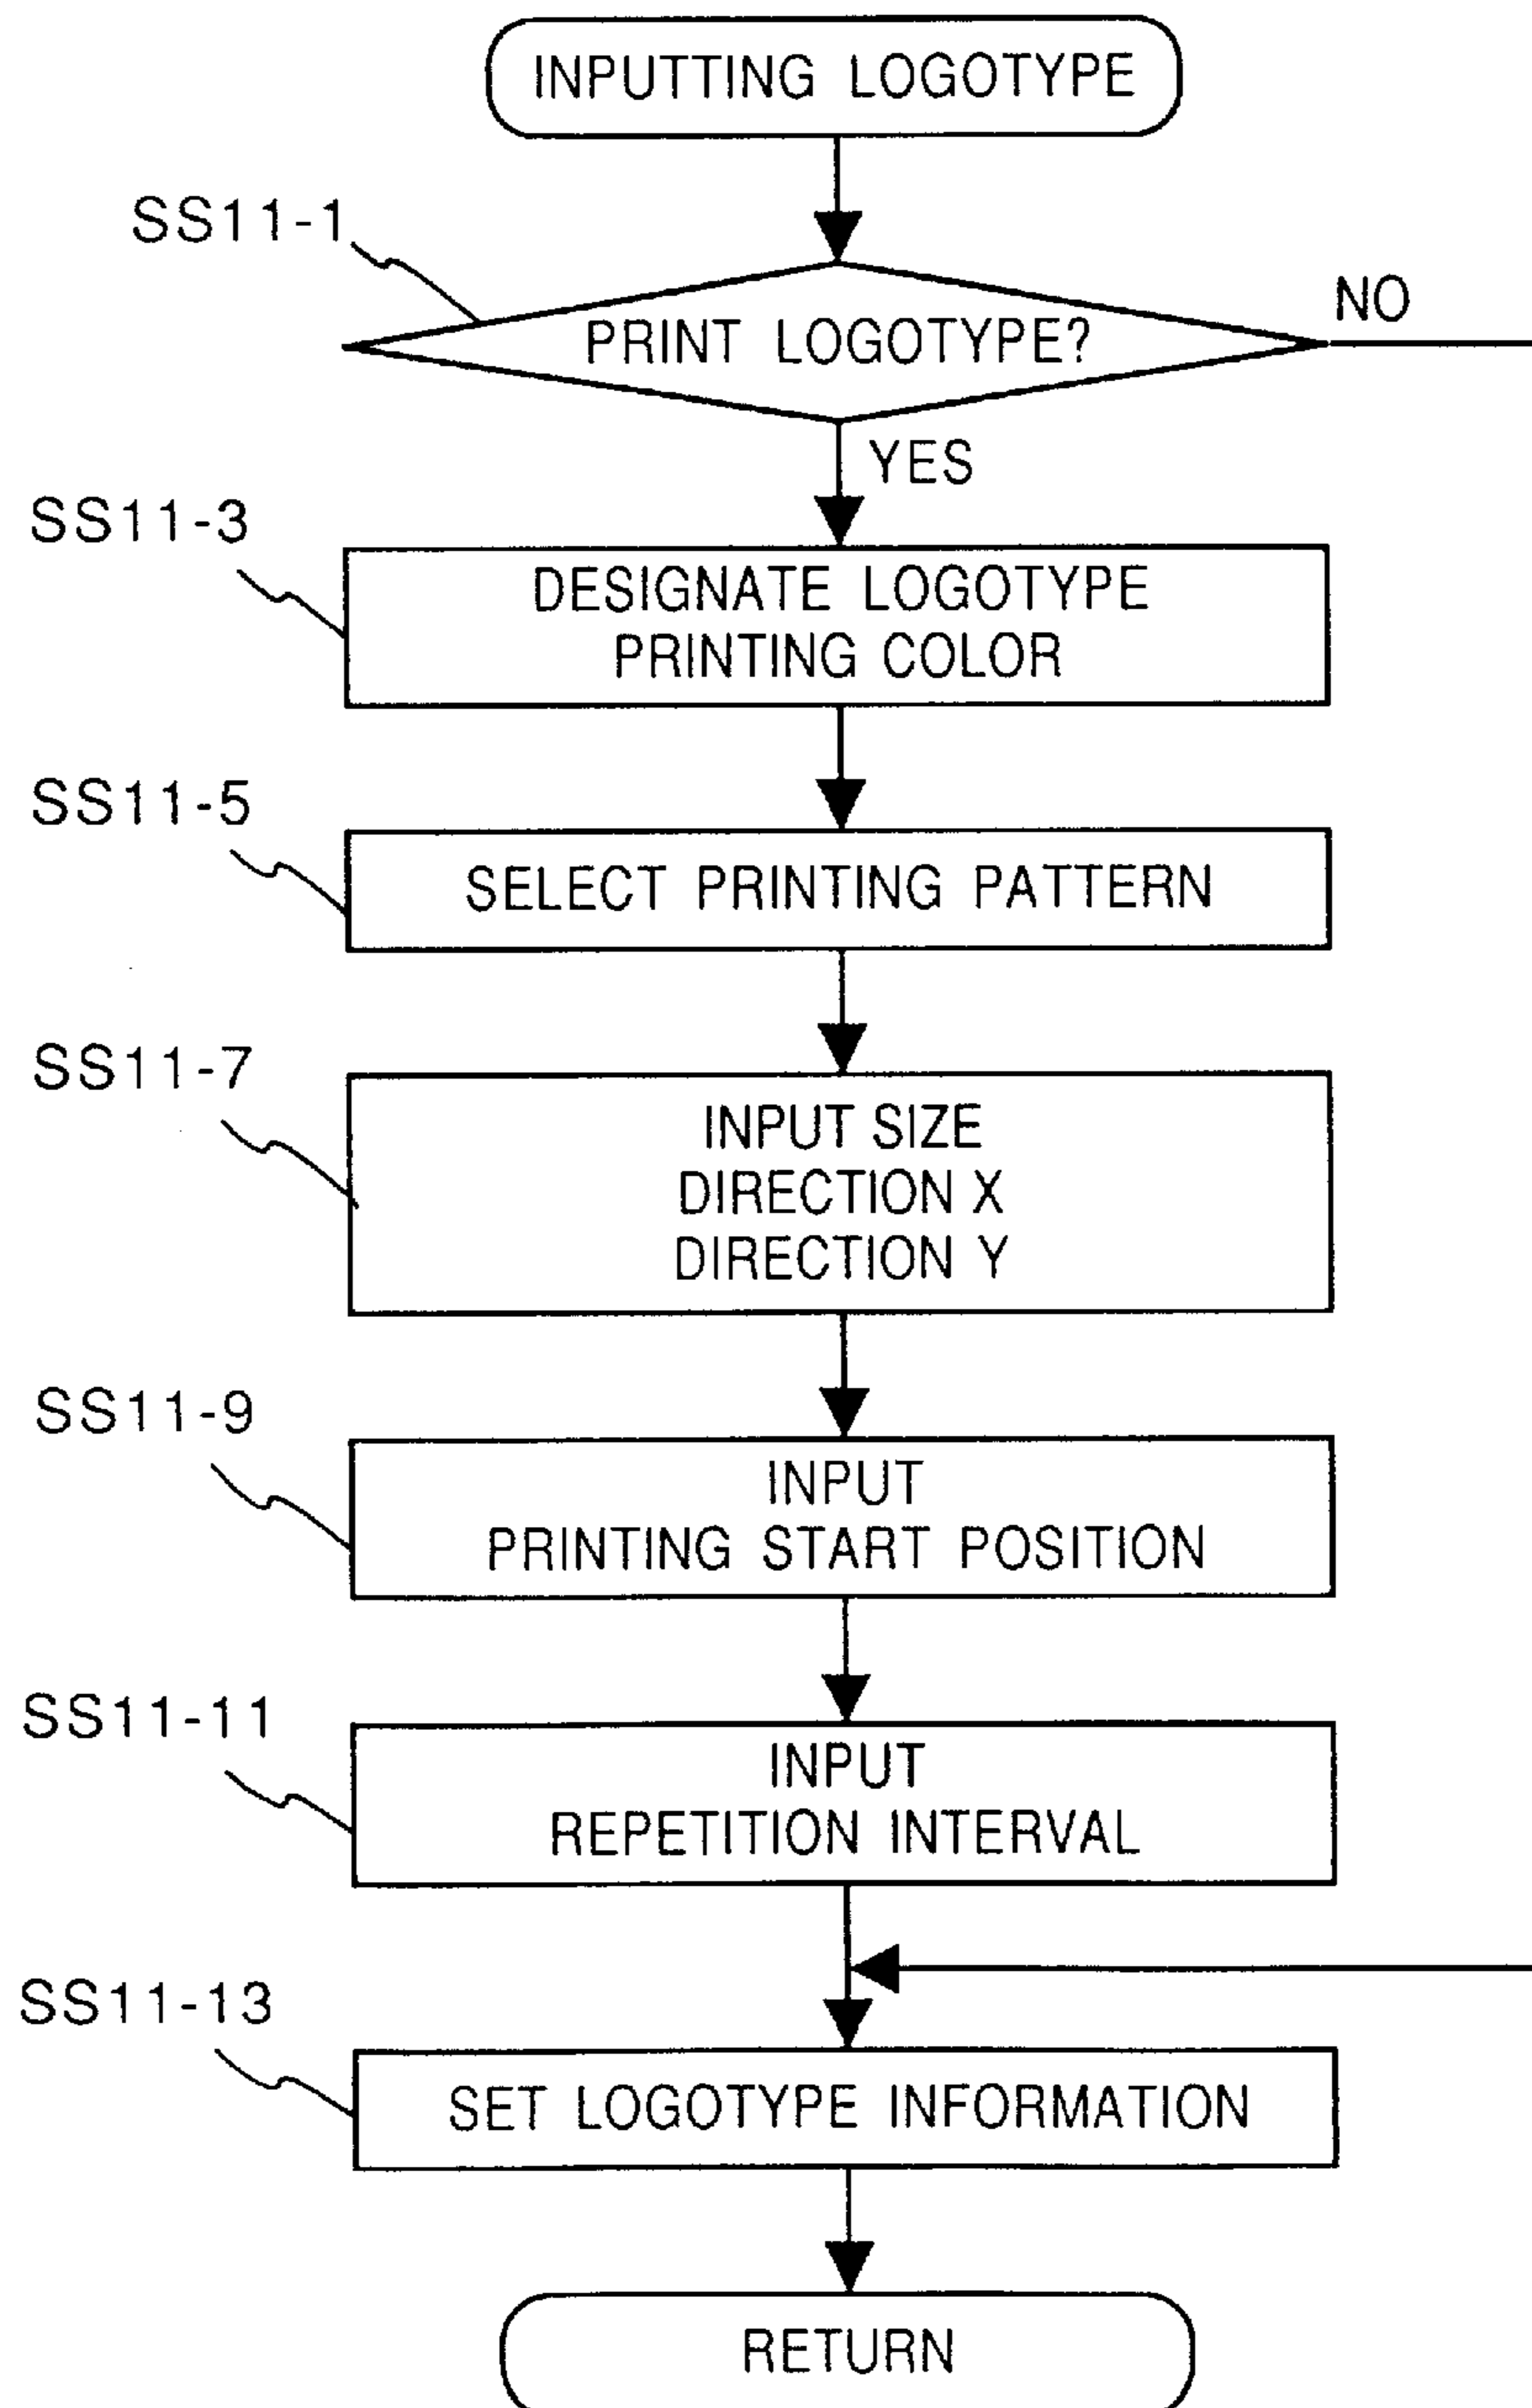 INPUTTING LOGOTYPE
SS11-1
PRINT LOGOTYPE?
NO
YES
SS11-3
DESIGNATE LOGOTYPE
PRINTING COLOR
SS11-5
SELECT PRINTING PATTERN
SS11-7
INPUT SIZE
DIRECTION X
DIRECTION Y
SS11-9
INPUT
PRINTING START POSITION
SS11-11
INPUT
REPETITION INTERVAL
SS11-13
SET LOGOTYPE INFORMATION
RETURN